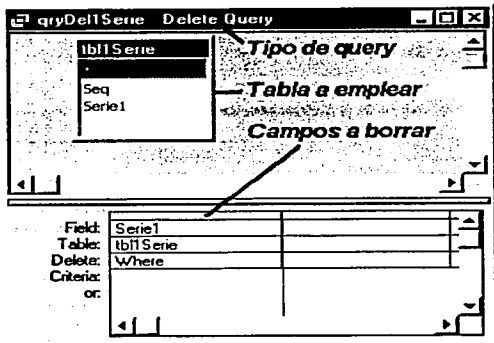 qryDel1Serie Delete Query
Tipo de query
tbl1Serie
*
Seq
Tabla a emplear
Serie1
Campos a borrar
Field: Serie1
Table: tbl1Serie
Delete: Where
Criteria:
or: